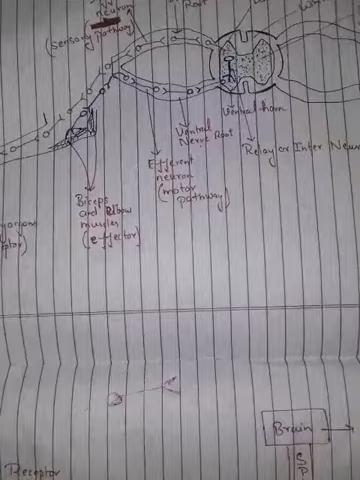 neuron
Root
(sensory pathway)
Ventral horn
Ventral
Nerve Root
Relay or Inter Neur
Efferent
neuron
(motor
pathway)
Biceps
and Elbow
muscles
(effector)
Brain
Receptor